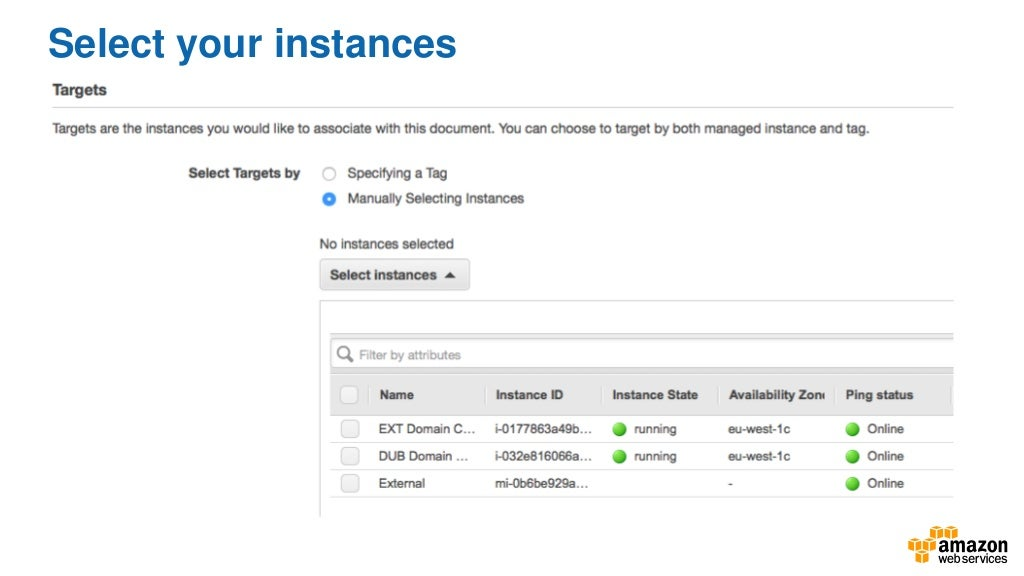 Select your instances
Targets
Targets are the instances you would like to associate with this document. You can choose to target by both managed instance and tag.
Select Targets by
Specifying a Tag
Manually Selecting Instances
No instances selected
Select instances
Filter by attributes
Name Instance ID Instance State Availability Zon Ping status
EXT Domain C... i-0177863a49b... running eu-west-1c Online
DUB Domain ... i-032e816066a... running eu-west-1c Online
External mi-0b6be929a... - Online
amazon
web services